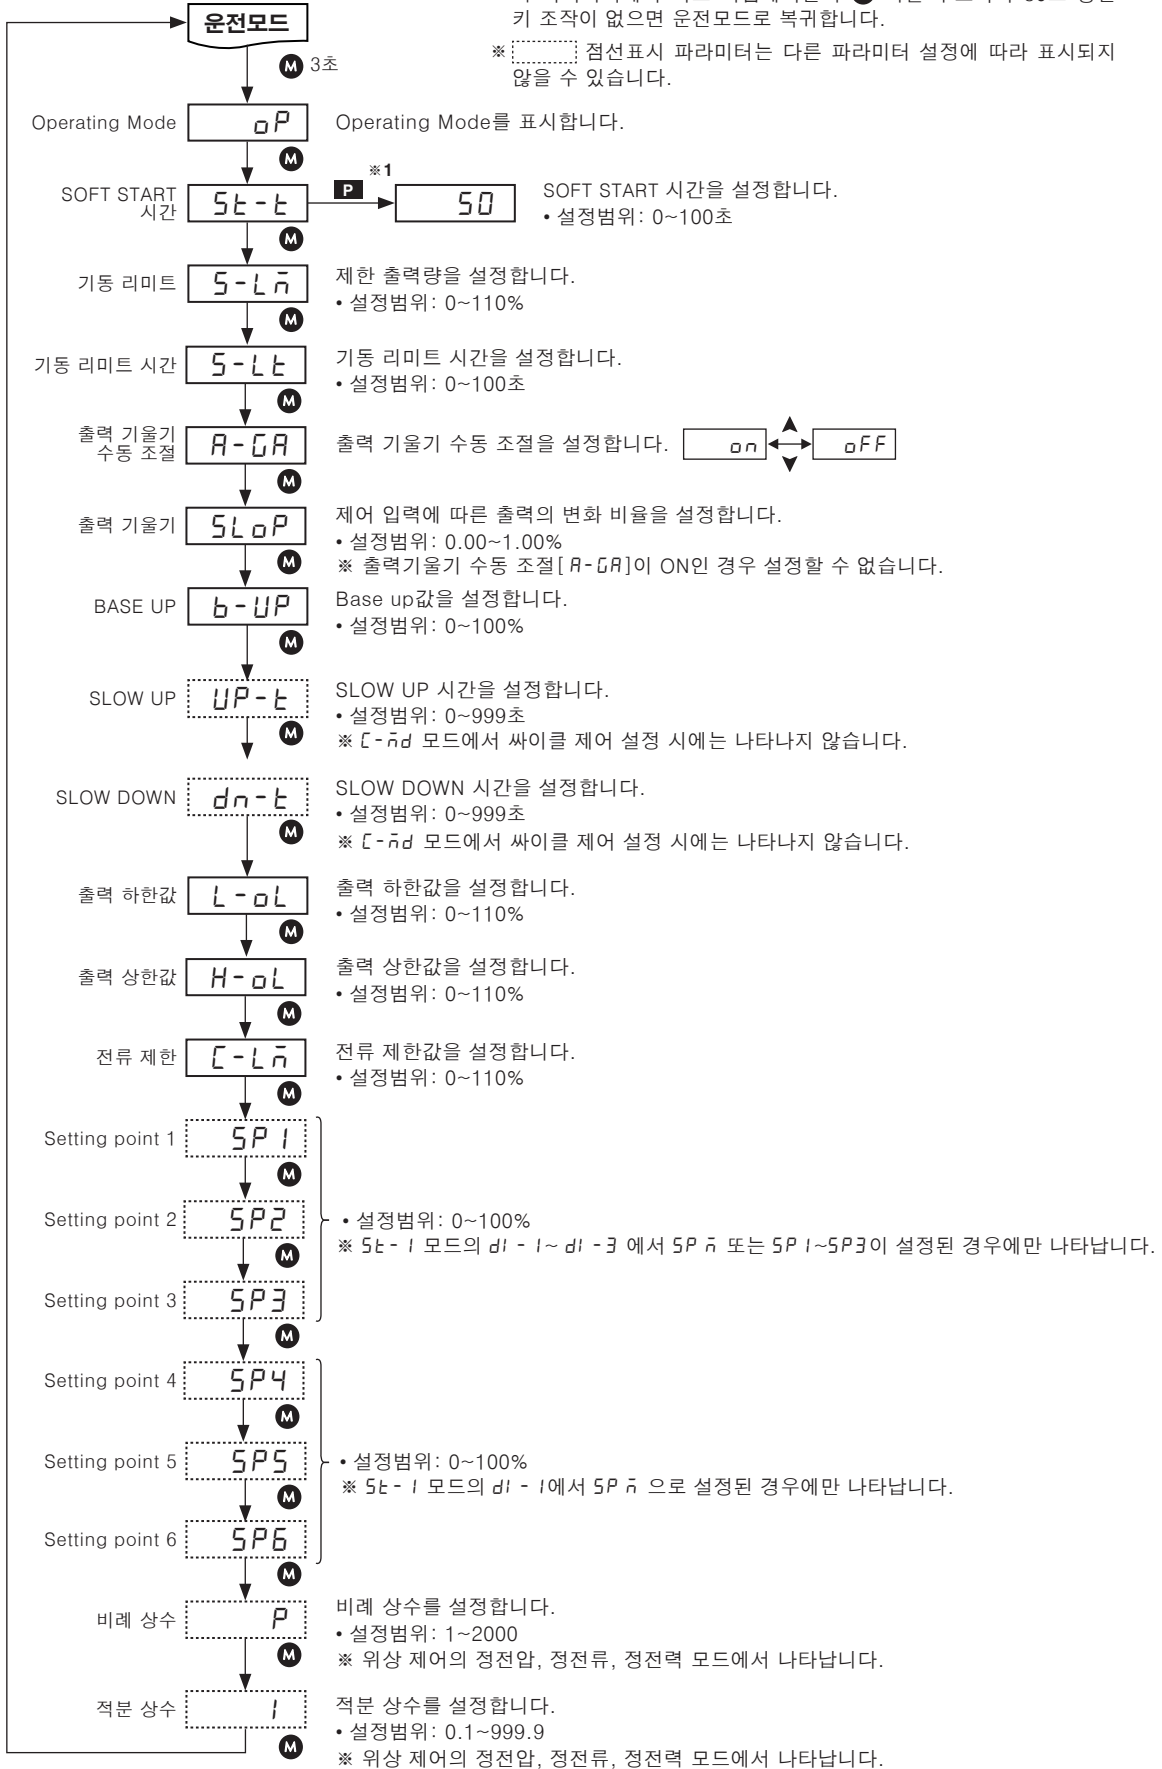 키 조작이 없으면 운전모드로 복귀합니다.
※ 점선표시 파라미터는 다른 파라미터 설정에 따라 표시되지
않을 수 있습니다.
운전모드
M 3초
Operating Mode oP Operating Mode를 표시합니다.
M
SOFT START
시간
St-t
P ※1
50
SOFT START 시간을 설정합니다.
• 설정범위: 0~100초
M
기동 리미트 S-Lm 제한 출력량을 설정합니다.
• 설정범위: 0~110%
M
기동 리미트 시간 S-Lt 기동 리미트 시간을 설정합니다.
• 설정범위: 0~100초
M
출력 기울기
수동 조절
A-GA 출력 기울기 수동 조절을 설정합니다. on oFF
M
출력 기울기 SLoP 제어 입력에 따른 출력의 변화 비율을 설정합니다.
• 설정범위: 0.00~1.00%
M
※ 출력기울기 수동 조절[A-GA]이 ON인 경우 설정할 수 없습니다.
BASE UP b-UP Base up값을 설정합니다.
• 설정범위: 0~100%
M
SLOW UP UP-t SLOW UP 시간을 설정합니다.
• 설정범위: 0~999초
M
※ C-md 모드에서 싸이클 제어 설정 시에는 나타나지 않습니다.
SLOW DOWN dn-t SLOW DOWN 시간을 설정합니다.
• 설정범위: 0~999초
M
※ C-md 모드에서 싸이클 제어 설정 시에는 나타나지 않습니다.
출력 하한값 L-oL 출력 하한값을 설정합니다.
• 설정범위: 0~110%
M
출력 상한값 H-oL 출력 상한값을 설정합니다.
• 설정범위: 0~110%
M
전류 제한 C-Lm 전류 제한값을 설정합니다.
• 설정범위: 0~110%
M
Setting point 1 SP1
M
Setting point 2 SP2
• 설정범위: 0~100%
※ St-1 모드의 dI-1~dI-3 에서 SPm 또는 SP1~SP3이 설정된 경우에만 나타납니다.
M
Setting point 3 SP3
M
Setting point 4 SP4
M
Setting point 5 SP5
• 설정범위: 0~100%
※ St-1 모드의 dI-1에서 SPm 으로 설정된 경우에만 나타납니다.
M
Setting point 6 SP6
M
비례 상수 P 비례 상수를 설정합니다.
• 설정범위: 1~2000
M
※ 위상 제어의 정전압, 정전류, 정전력 모드에서 나타납니다.
적분 상수 I 적분 상수를 설정합니다.
• 설정범위: 0.1~999.9
M
※ 위상 제어의 정전압, 정전류, 정전력 모드에서 나타납니다.